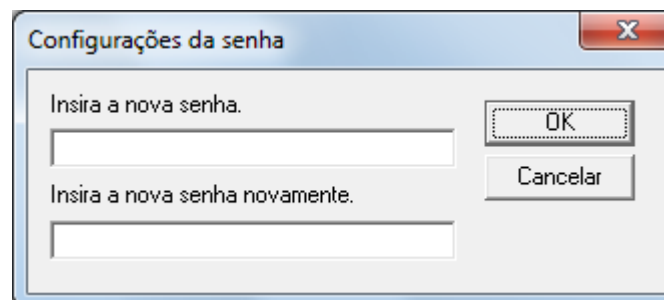 Configurações da senha
Insira a nova senha.
OK
Cancelar
Insira a nova senha novamente.